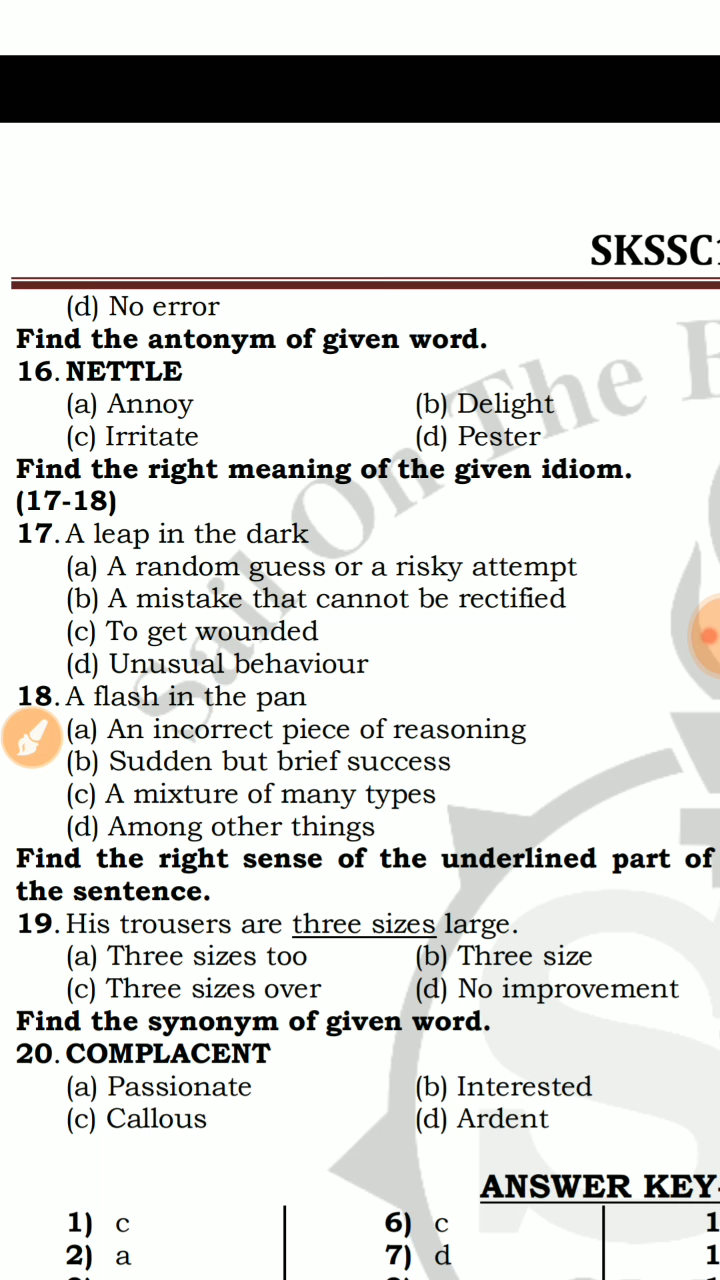 SKSSC
(d) No error
Find the antonym of given word.
16. NETTLE
(a) Annoy (b) Delight
(c) Irritate (d) Pester
Find the right meaning of the given idiom.
(17-18)
17. A leap in the dark
(a) A random guess or a risky attempt
(b) A mistake that cannot be rectified
(c) To get wounded
(d) Unusual behaviour
18. A flash in the pan
(a) An incorrect piece of reasoning
(b) Sudden but brief success
(c) A mixture of many types
(d) Among other things
Find the right sense of the underlined part of
the sentence.
19. His trousers are three sizes large.
(a) Three sizes too (b) Three size
(c) Three sizes over (d) No improvement
Find the synonym of given word.
20. COMPLACENT
(a) Passionate (b) Interested
(c) Callous (d) Ardent
ANSWER KEY-
1) c 6) c 1
2) a 7) d 1
Sail On The